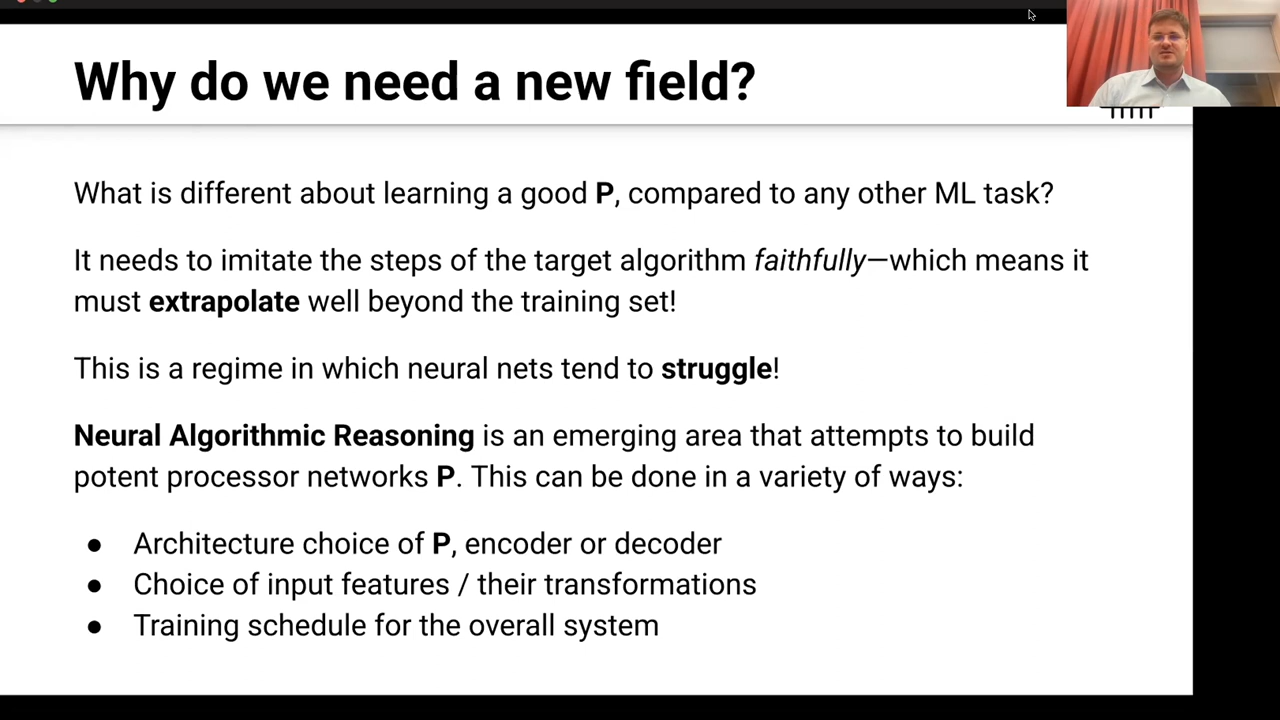 Why do we need a new field?
What is different about learning a good P, compared to any other ML task?
It needs to imitate the steps of the target algorithm faithfully—which means it
must extrapolate well beyond the training set!
This is a regime in which neural nets tend to struggle!
Neural Algorithmic Reasoning is an emerging area that attempts to build
potent processor networks P. This can be done in a variety of ways:
● Architecture choice of P, encoder or decoder
● Choice of input features / their transformations
● Training schedule for the overall system